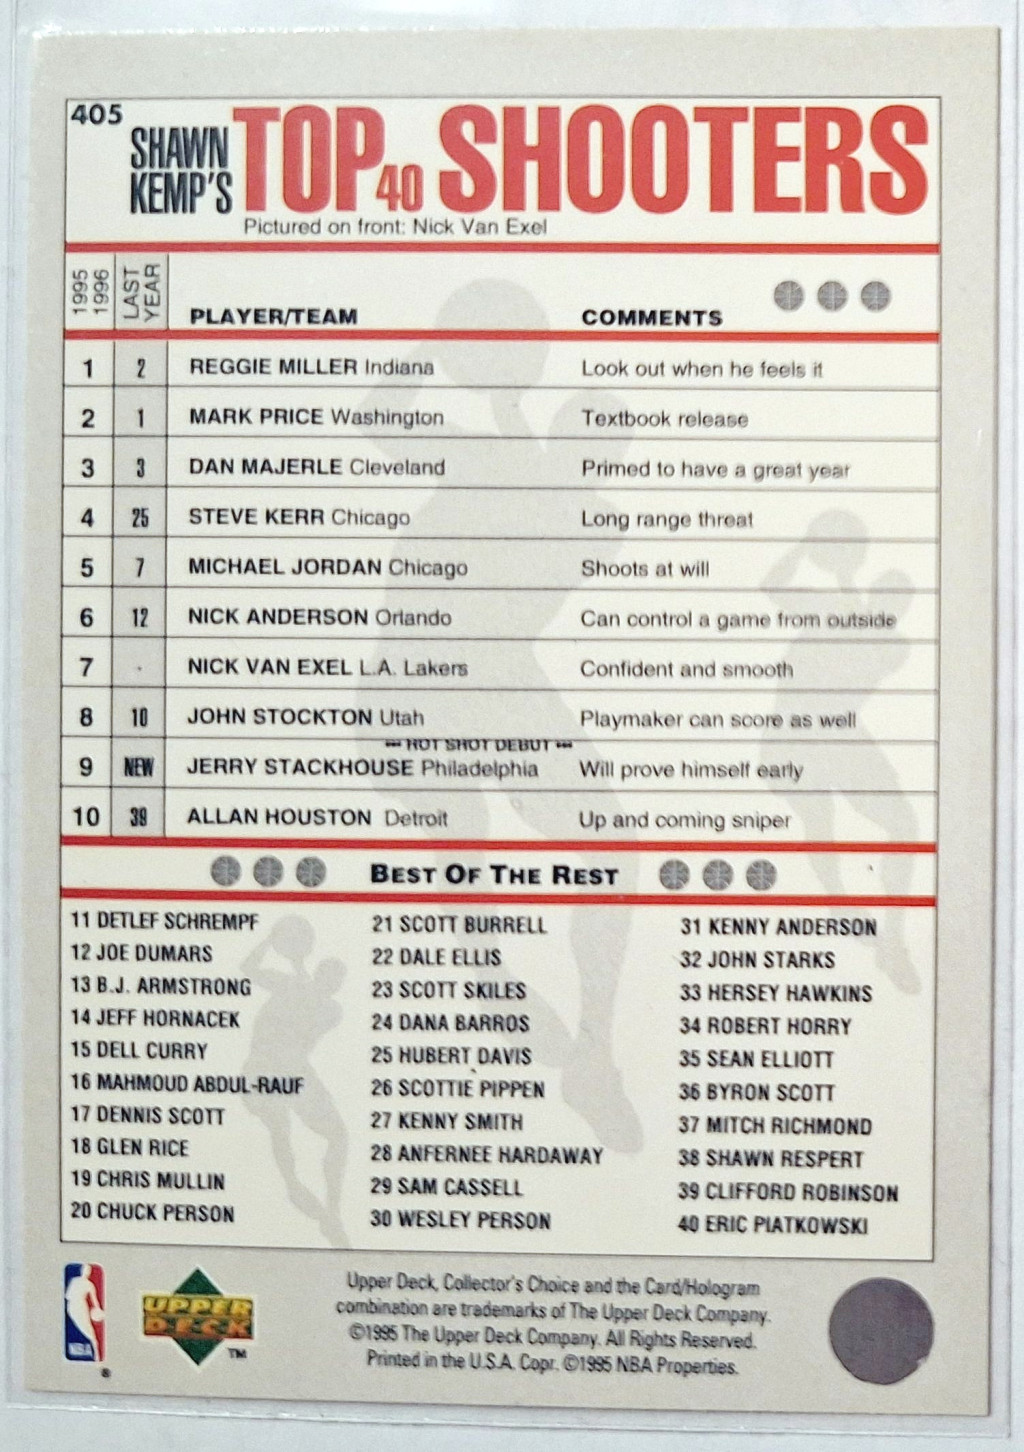 405
SHAWN KEMP'S TOP 40 SHOOTERS
Pictured on front: Nick Van Exel
1995 1996 LAST YEAR PLAYER/TEAM COMMENTS
1 2 REGGIE MILLER Indiana Look out when he feels it
2 1 MARK PRICE Washington Textbook release
3 3 DAN MAJERLE Cleveland Primed to have a great year
4 25 STEVE KERR Chicago Long range threat
5 7 MICHAEL JORDAN Chicago Shoots at will
6 12 NICK ANDERSON Orlando Can control a game from outside
7 - NICK VAN EXEL L.A. Lakers Confident and smooth
8 10 JOHN STOCKTON Utah Playmaker can score as well
••• HOT SHOT DEBUT •••
9 NEW JERRY STACKHOUSE Philadelphia Will prove himself early
10 39 ALLAN HOUSTON Detroit Up and coming sniper
BEST OF THE REST
11 DETLEF SCHREMPF
12 JOE DUMARS
13 B.J. ARMSTRONG
14 JEFF HORNACEK
15 DELL CURRY
16 MAHMOUD ABDUL-RAUF
17 DENNIS SCOTT
18 GLEN RICE
19 CHRIS MULLIN
20 CHUCK PERSON
21 SCOTT BURRELL
22 DALE ELLIS
23 SCOTT SKILES
24 DANA BARROS
25 HUBERT DAVIS
26 SCOTTIE PIPPEN
27 KENNY SMITH
28 ANFERNEE HARDAWAY
29 SAM CASSELL
30 WESLEY PERSON
31 KENNY ANDERSON
32 JOHN STARKS
33 HERSEY HAWKINS
34 ROBERT HORRY
35 SEAN ELLIOTT
36 BYRON SCOTT
37 MITCH RICHMOND
38 SHAWN RESPERT
39 CLIFFORD ROBINSON
40 ERIC PIATKOWSKI
NBA ®
UPPER DECK ™
Upper Deck, Collector's Choice and the Card/Hologram
combination are trademarks of The Upper Deck Company.
©1995 The Upper Deck Company. All Rights Reserved.
Printed in the U.S.A. Copr. ©1995 NBA Properties.